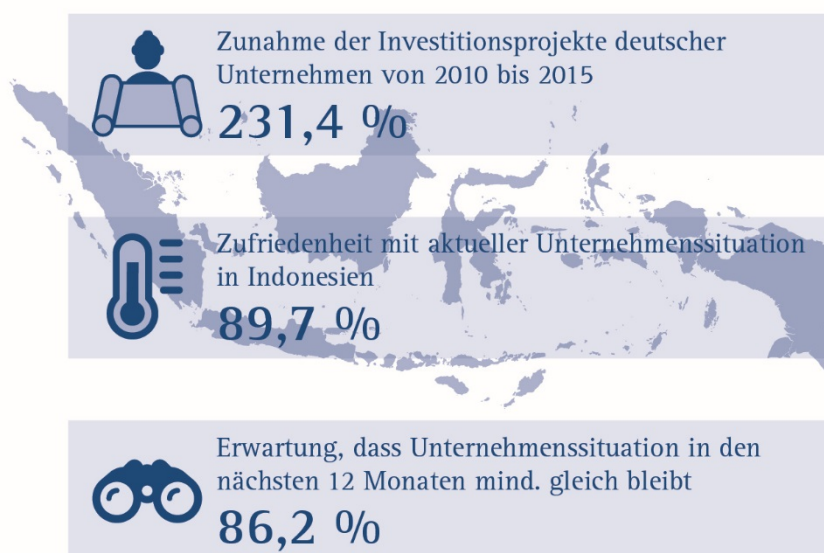 Zunahme der Investitionsprojekte deutscher
Unternehmen von 2010 bis 2015
231,4 %
Zufriedenheit mit aktueller Unternehmenssituation
in Indonesien
89,7 %
Erwartung, dass Unternehmenssituation in den
nächsten 12 Monaten mind. gleich bleibt
86,2 %